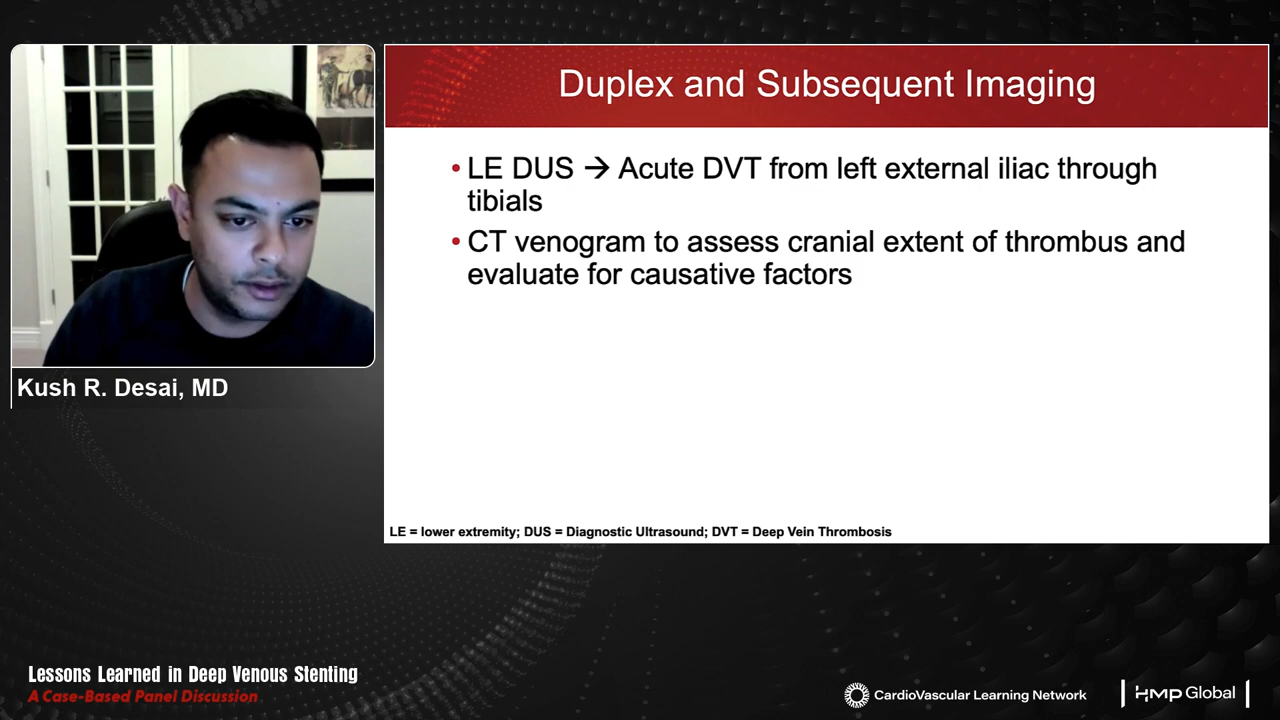 Duplex and Subsequent Imaging
• LE DUS → Acute DVT from left external iliac through
tibials
• CT venogram to assess cranial extent of thrombus and
evaluate for causative factors
LE = lower extremity; DUS = Diagnostic Ultrasound; DVT = Deep Vein Thrombosis
Kush R. Desai, MD
Lessons Learned in Deep Venous Stenting
A Case-Based Panel Discussion
CardioVascular Learning Network
HMP Global